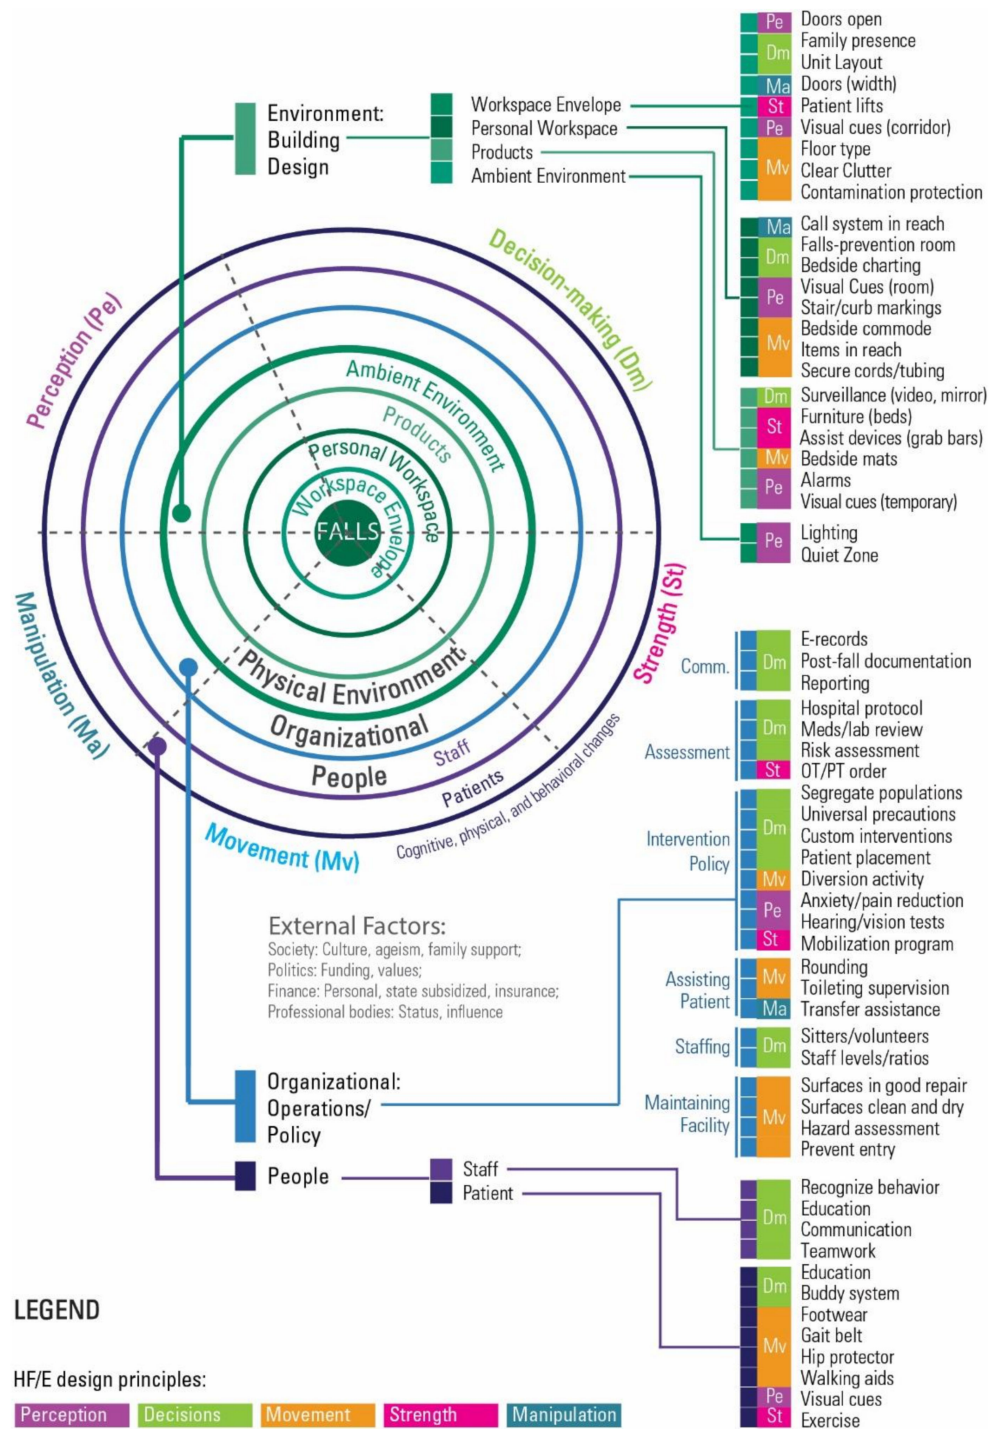 Environment:
Building
Design
Workspace Envelope
Personal Workspace
Products
Ambient Environment
Pe
Doors open
Dm
Family presence
Unit Layout
Ma
Doors (width)
St
Patient lifts
Pe
Visual cues (corridor)
Mv
Floor type
Clear Clutter
Contamination protection
Ma
Call system in reach
Dm
Falls-prevention room
Bedside charting
Pe
Visual Cues (room)
Stair/curb markings
Mv
Bedside commode
Items in reach
Secure cords/tubing
Dm
Surveillance (video, mirror)
St
Furniture (beds)
Assist devices (grab bars)
Mv
Bedside mats
Pe
Alarms
Visual cues (temporary)
Pe
Lighting
Quiet Zone
Perception (Pe)
Decision-making (Dm)
Strength (St)
Movement (Mv)
Manipulation (Ma)
Ambient Environment
Products
Personal Workspace
Workspace Envelope
FALLS
Physical Environment
Organizational
People
Staff
Patients
Cognitive, physical, and behavioral changes
External Factors:
Society: Culture, ageism, family support;
Politics: Funding, values;
Finance: Personal, state subsidized, insurance;
Professional bodies: Status, influence
Organizational:
Operations/
Policy
Comm.
Dm
E-records
Post-fall documentation
Reporting
Assessment
Dm
Hospital protocol
Meds/lab review
Risk assessment
St
OT/PT order
Intervention
Policy
Dm
Segregate populations
Universal precautions
Custom interventions
Patient placement
Mv
Diversion activity
Pe
Anxiety/pain reduction
Hearing/vision tests
St
Mobilization program
Assisting
Patient
Mv
Rounding
Toileting supervision
Ma
Transfer assistance
Staffing
Dm
Sitters/volunteers
Staff levels/ratios
Maintaining
Facility
Mv
Surfaces in good repair
Surfaces clean and dry
Hazard assessment
Prevent entry
People
Staff
Patient
Dm
Recognize behavior
Education
Communication
Teamwork
Dm
Education
Buddy system
Mv
Footwear
Gait belt
Hip protector
Walking aids
Pe
Visual cues
St
Exercise
LEGEND
HF/E design principles:
Perception
Decisions
Movement
Strength
Manipulation